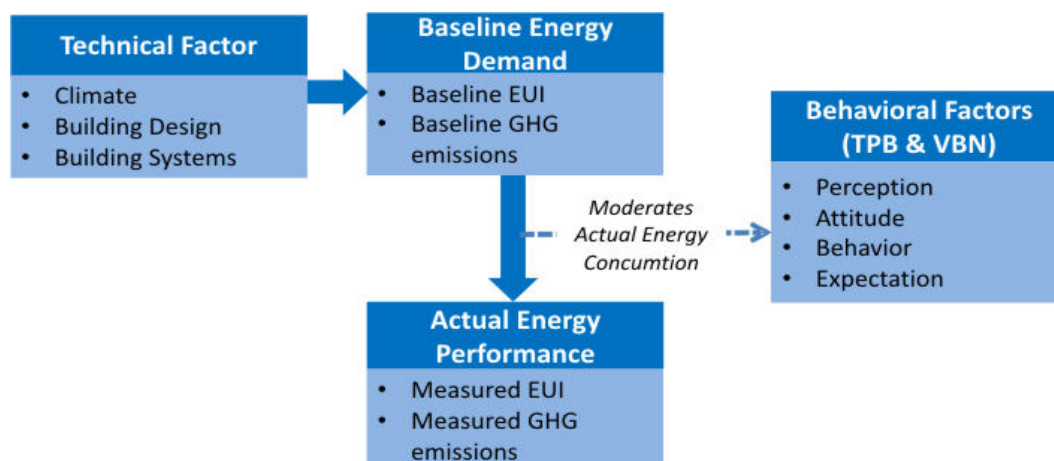 Technical Factor
• Climate
• Building Design
• Building Systems
Baseline Energy
Demand
• Baseline EUI
• Baseline GHG
emissions
Moderates
Actual Energy
Concumtion
Behavioral Factors
(TPB & VBN)
• Perception
• Attitude
• Behavior
• Expectation
Actual Energy
Performance
• Measured EUI
• Measured GHG
emissions